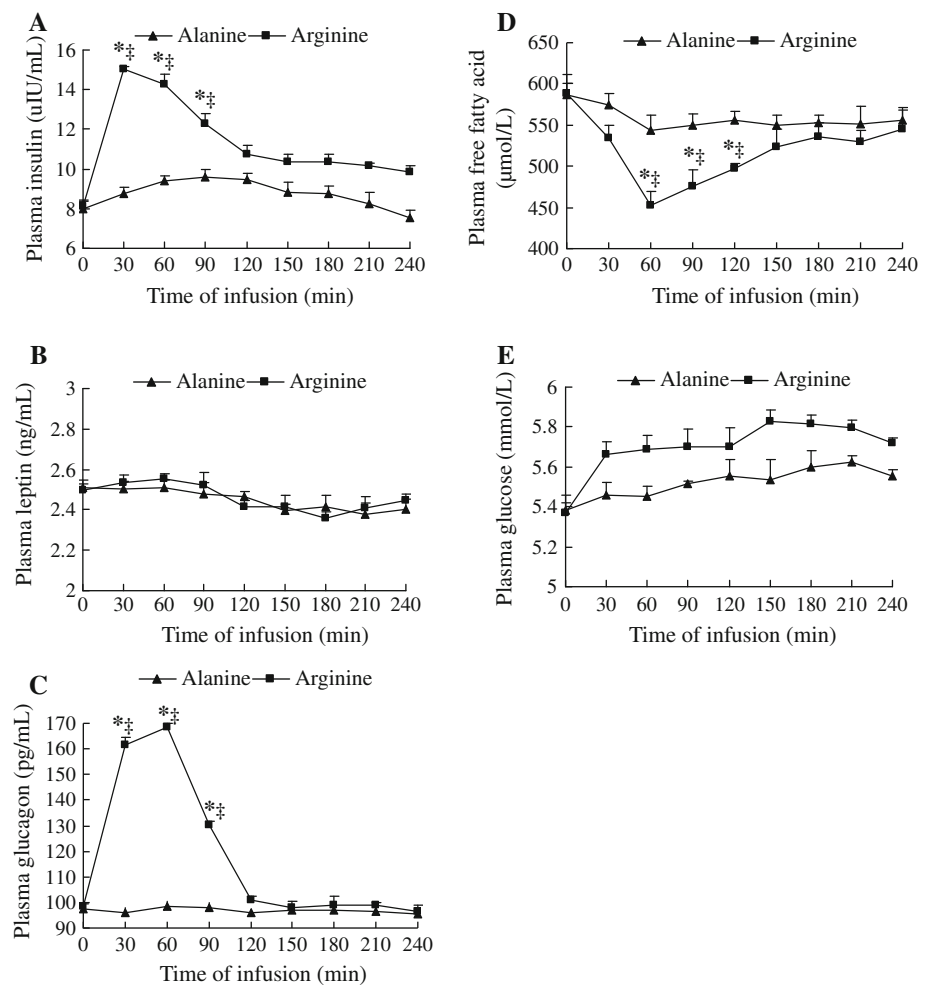 A
Alanine Arginine
Plasma insulin (uIU/mL)
16
14
12
10
8
6
*‡ *‡ *‡
0 30 60 90 120 150 180 210 240
Time of infusion (min)
B
Alanine Arginine
Plasma leptin (ng/mL)
3
2.8
2.6
2.4
2.2
2
0 30 60 90 120 150 180 210 240
Time of infusion (min)
C
Alanine Arginine
Plasma glucagon (pg/mL)
170
160
150
140
130
120
110
100
90
*‡ *‡ *‡
0 30 60 90 120 150 180 210 240
Time of infusion (min)
D
Alanine Arginine
Plasma free fatty acid
(µmol/L)
650
600
550
500
450
400
*‡ *‡ *‡
0 30 60 90 120 150 180 210 240
Time of infusion (min)
E
Alanine Arginine
Plasma glucose (mmol/L)
6
5.8
5.6
5.4
5.2
5
0 30 60 90 120 150 180 210 240
Time of infusion (min)